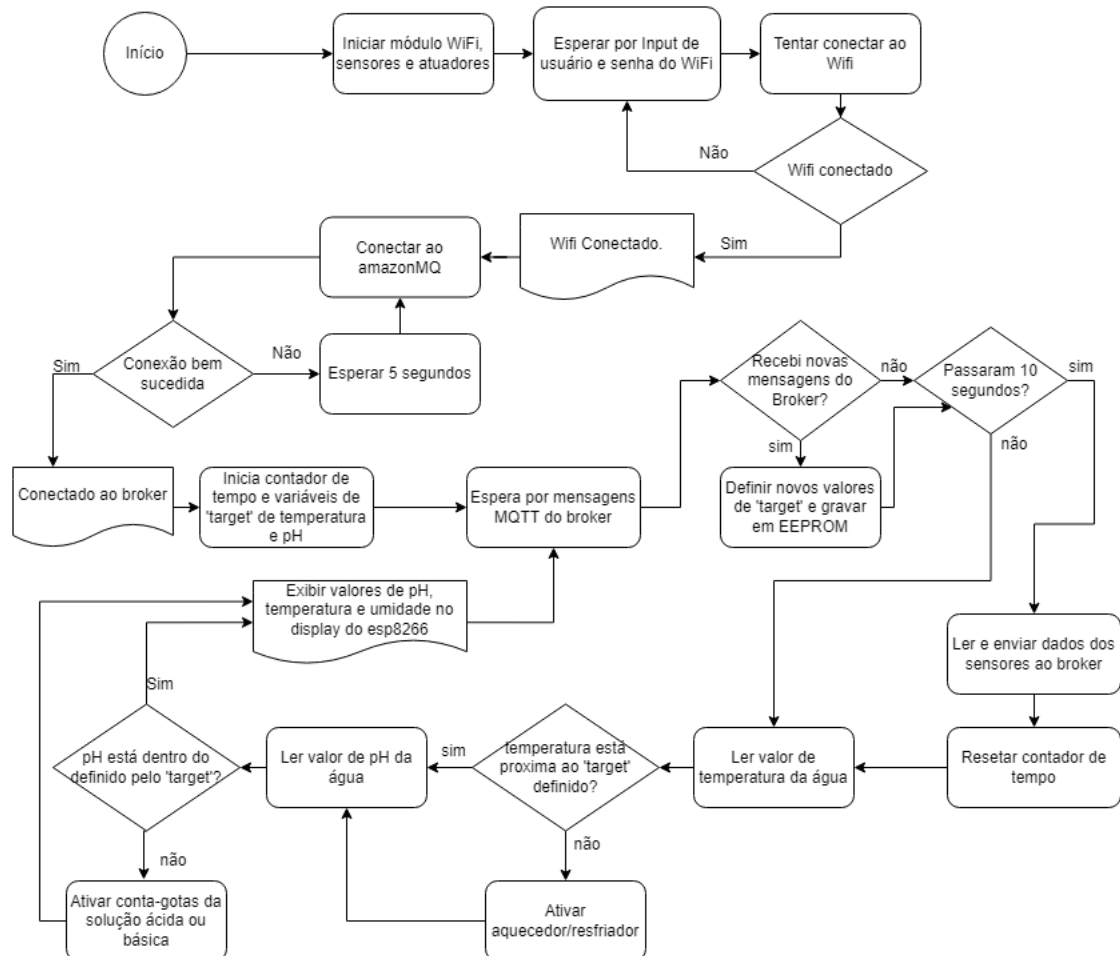 Início
Iniciar módulo WiFi,
sensores e atuadores
Esperar por Input de
usuário e senha do WiFi
Tentar conectar ao
Wifi
Não
Wifi conectado
Sim
Wifi Conectado.
Conectar ao
amazonMQ
Conexão bem
sucedida
Sim
Não
Esperar 5 segundos
Conectado ao broker
Inicia contador de
tempo e variáveis de
'target' de temperatura
e pH
Espera por mensagens
MQTT do broker
Recebi novas
mensagens do
Broker?
não
sim
Definir novos valores
de 'target' e gravar
em EEPROM
Passaram 10
segundos?
sim
não
Ler e enviar dados dos
sensores ao broker
Resetar contador de
tempo
Ler valor de
temperatura da água
temperatura está
proxima ao 'target'
definido?
sim
não
Ativar
aquecedor/resfriador
Ler valor de pH da
água
pH está dentro do
definido pelo 'target'?
Sim
não
Ativar conta-gotas da
solução ácida ou
básica
Exibir valores de pH,
temperatura e umidade no
display do esp8266